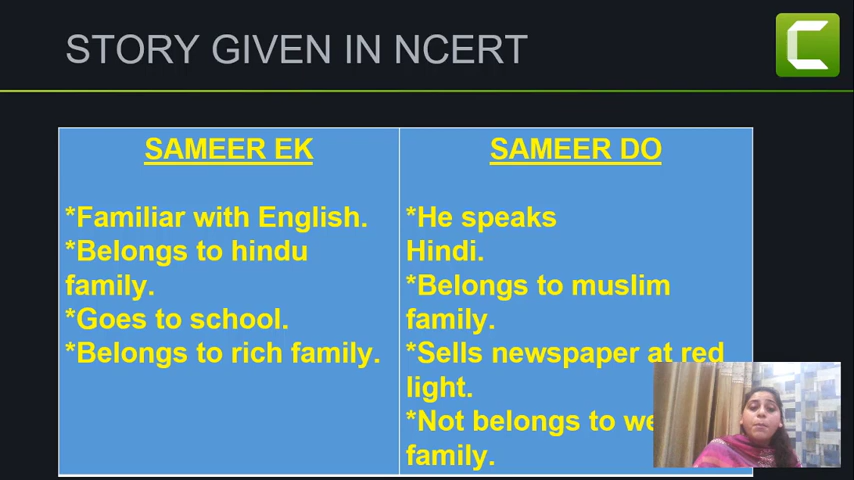 STORY GIVEN IN NCERT
SAMEER EK
*Familiar with English.
*Belongs to hindu
family.
*Goes to school.
*Belongs to rich family.
SAMEER DO
*He speaks
Hindi.
*Belongs to muslim
family.
*Sells newspaper at red
light.
*Not belongs to
family.